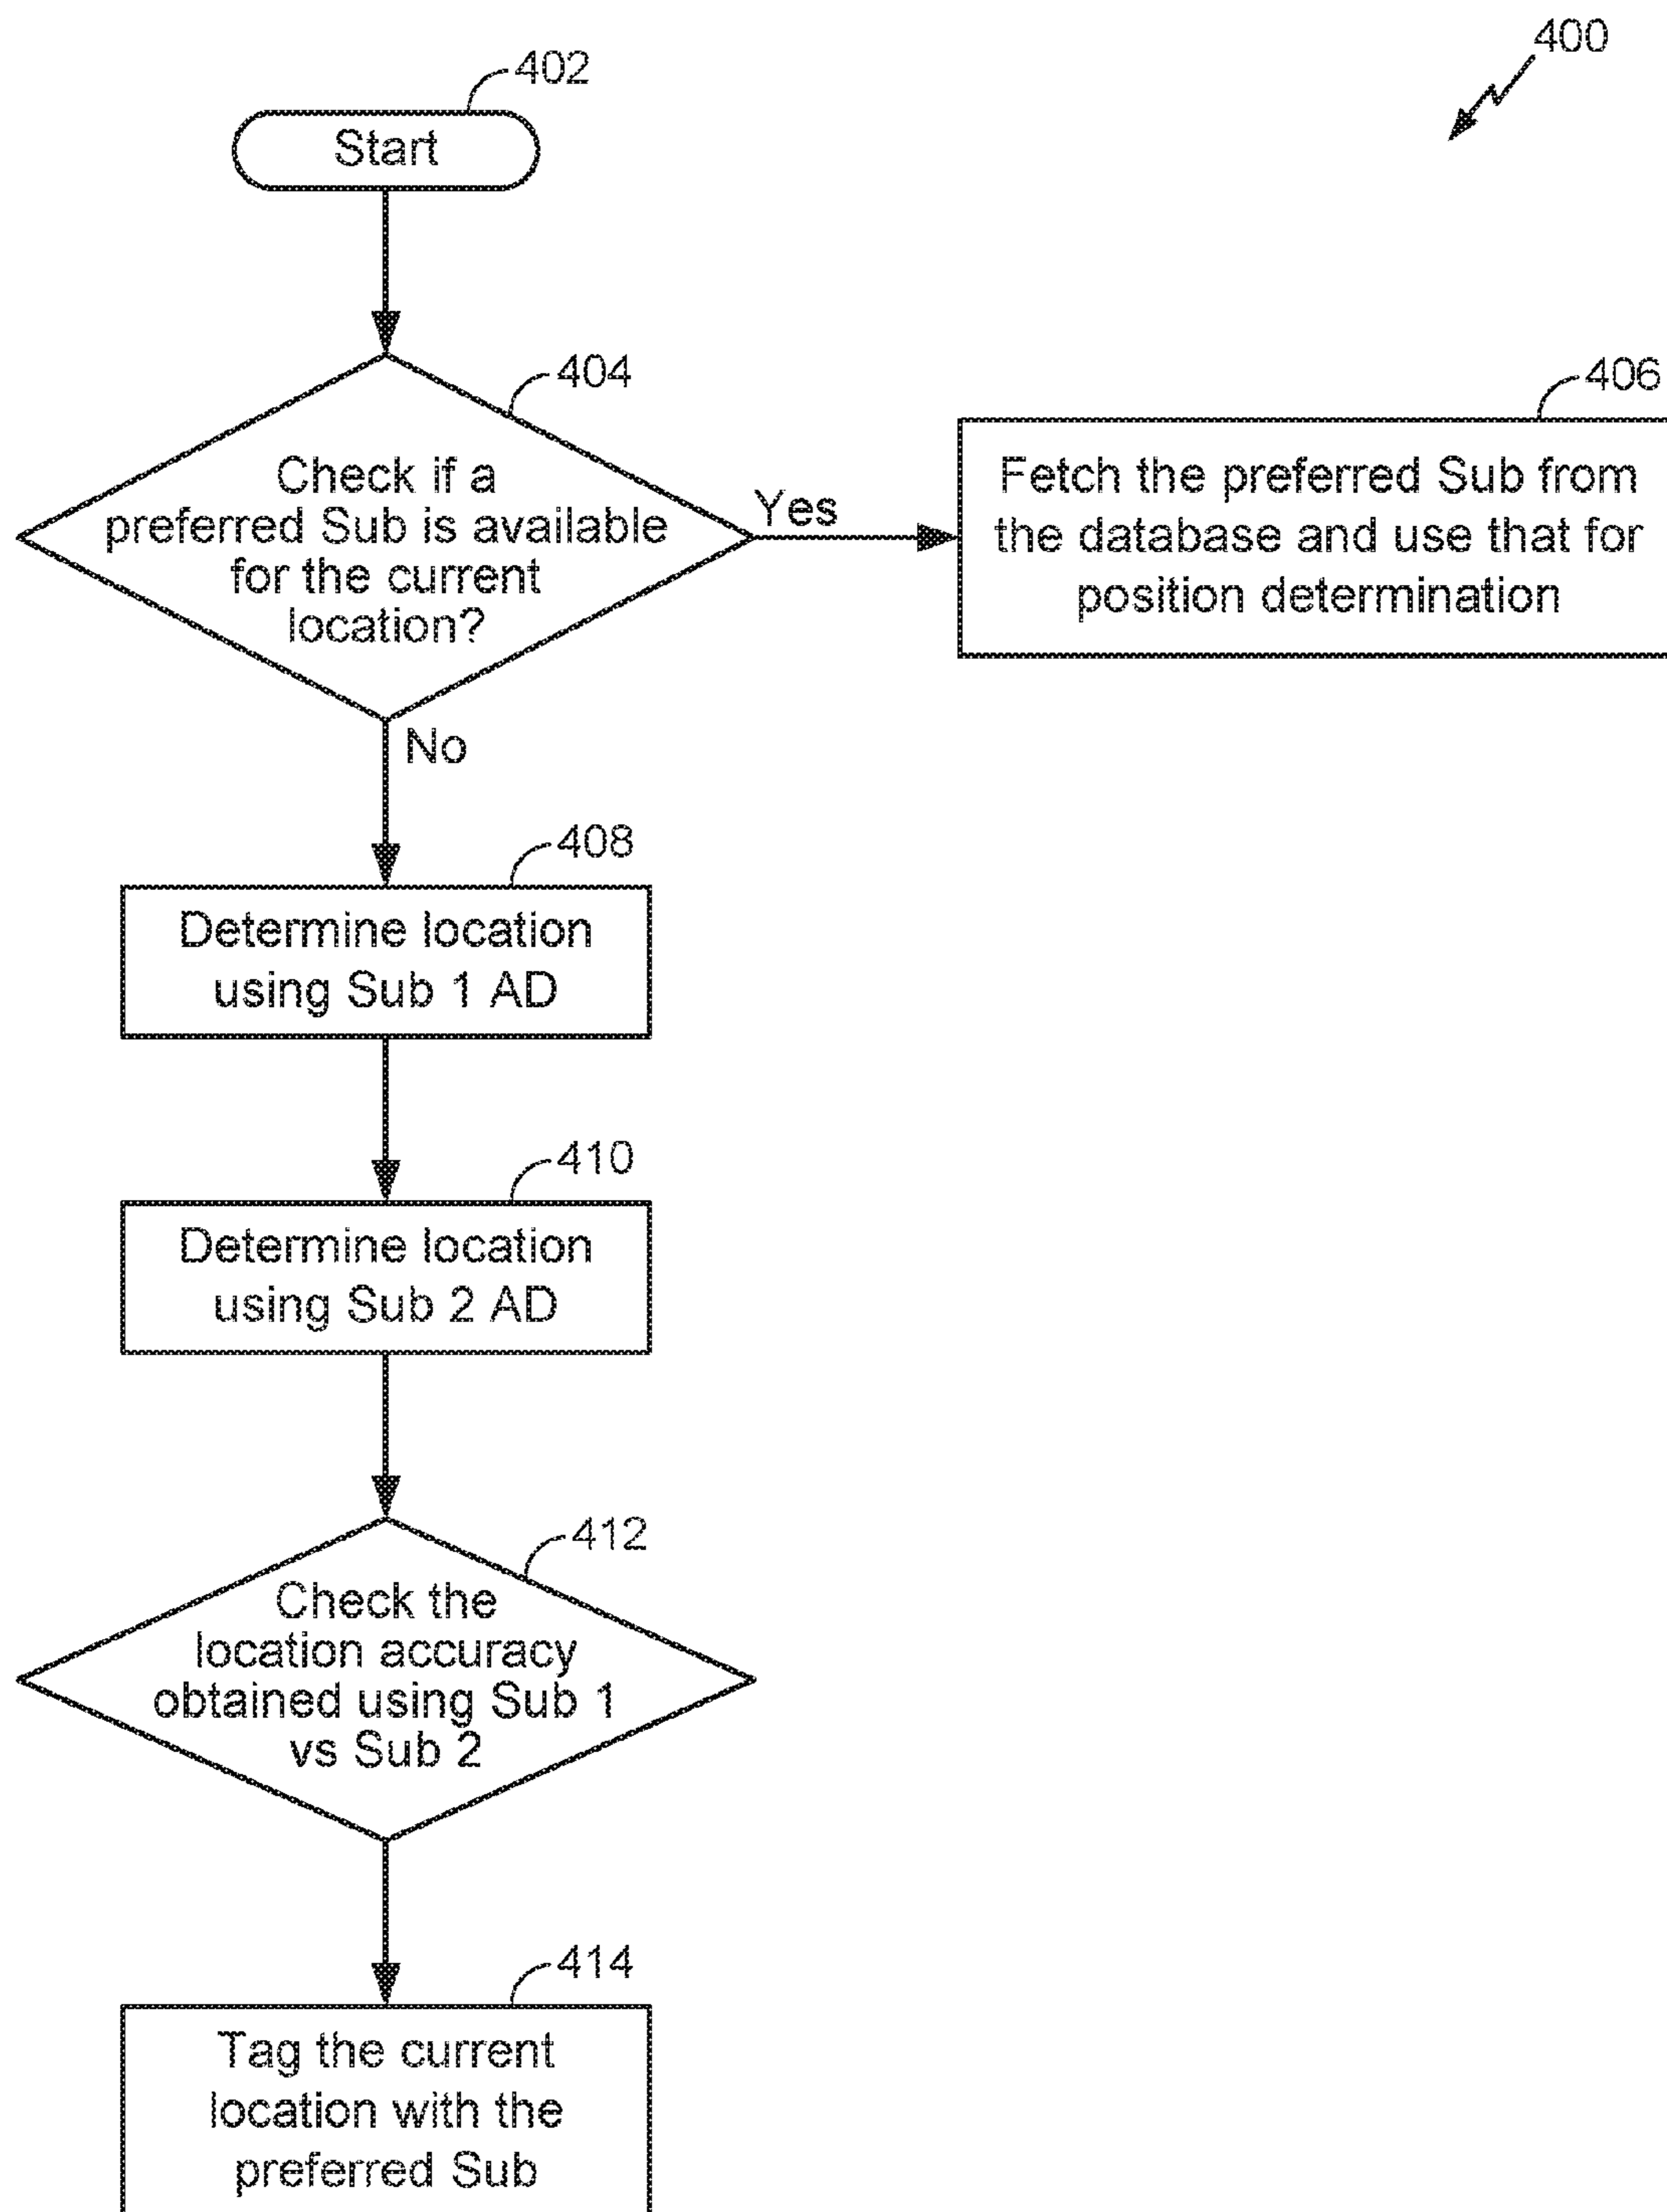 400
402
Start
404
Check if a
preferred Sub is available
for the current
location?
Yes
406
Fetch the preferred Sub from
the database and use that for
position determination
No
408
Determine location
using Sub 1 AD
410
Determine location
using Sub 2 AD
412
Check the
location accuracy
obtained using Sub 1
vs Sub 2
414
Tag the current
location with the
preferred Sub